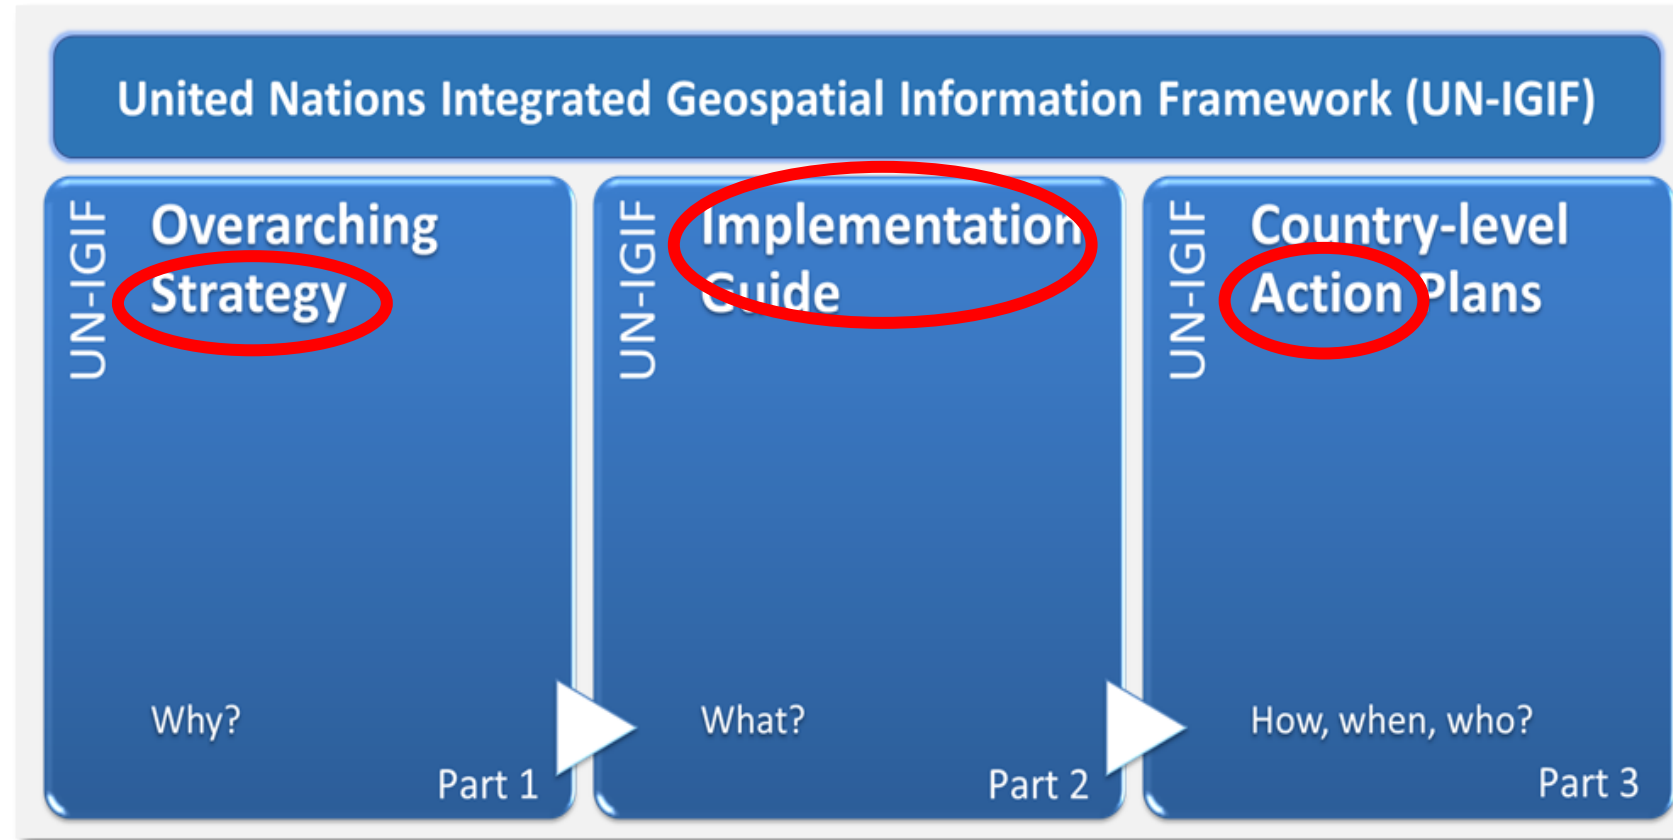 United Nations Integrated Geospatial Information Framework (UN-IGIF)
UN-IGIF
Overarching
Strategy
Why?
Part 1
UN-IGIF
Implementation
Guide
What?
Part 2
UN-IGIF
Country-level
Action Plans
How, when, who?
Part 3